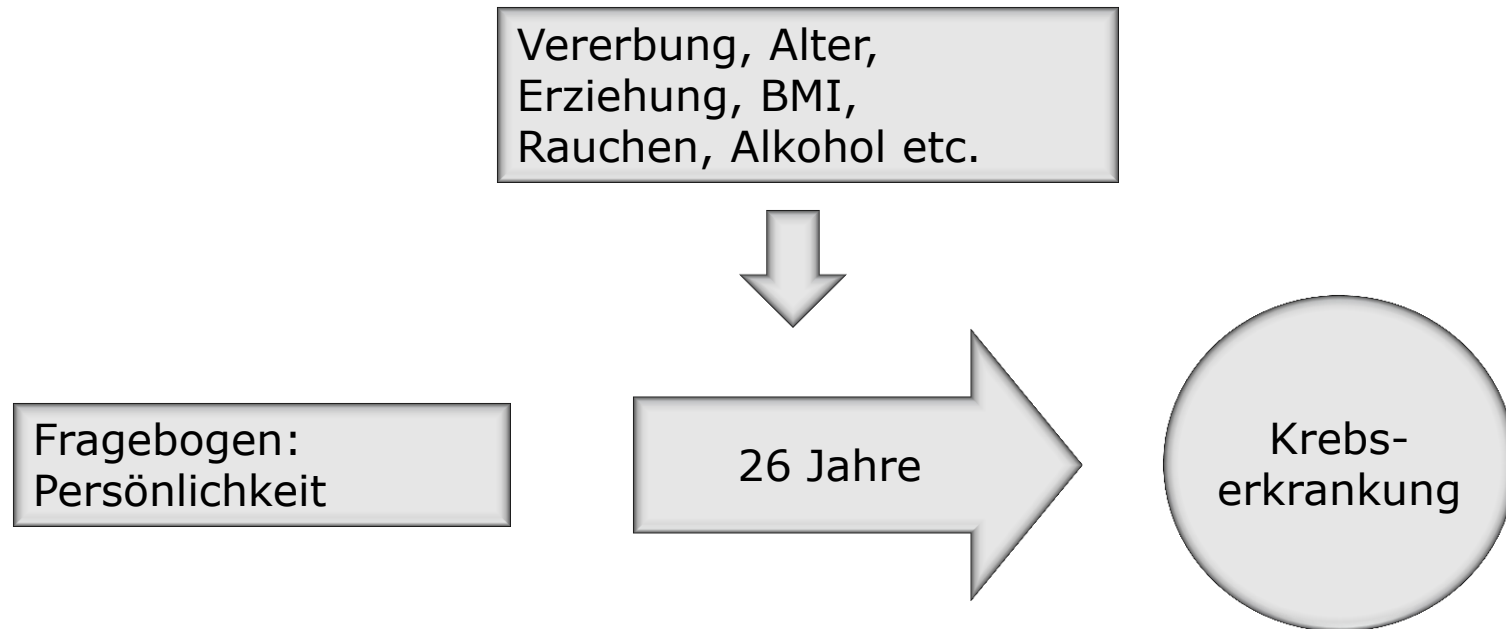 Vererbung, Alter,
Erziehung, BMI,
Rauchen, Alkohol etc.
Fragebogen:
Persönlichkeit
26 Jahre
Krebs-
erkrankung